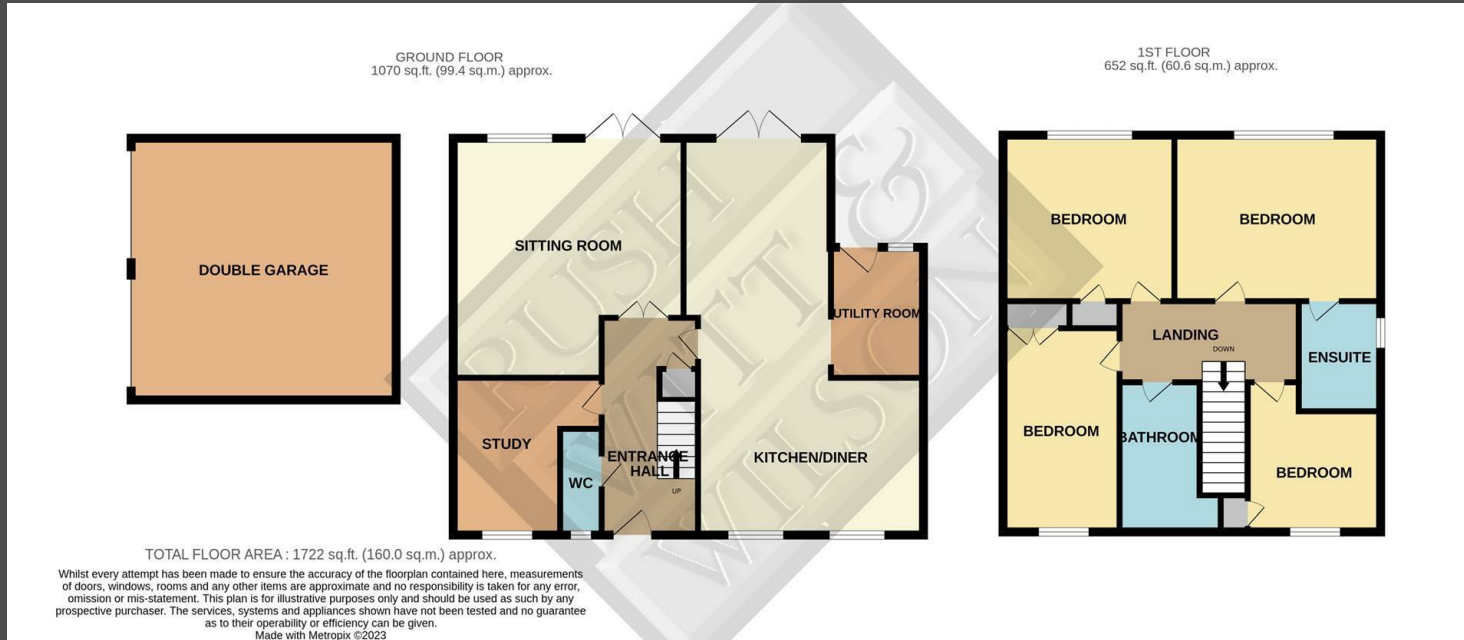 GROUND FLOOR
1070 sq.ft. (99.4 sq.m.) approx.
1ST FLOOR
652 sq.ft. (60.6 sq.m.) approx.
DOUBLE GARAGE
SITTING ROOM
UTILITY ROOM
STUDY
WC
ENTRANCE
HALL
UP
KITCHEN/DINER
BEDROOM
BEDROOM
LANDING
DOWN
ENSUITE
BEDROOM
BATHROOM
BEDROOM
RUSH
WITT &
WILSON
TOTAL FLOOR AREA : 1722 sq.ft. (160.0 sq.m.) approx.
Whilst every attempt has been made to ensure the accuracy of the floorplan contained here, measurements
of doors, windows, rooms and any other items are approximate and no responsibility is taken for any error,
omission or mis-statement. This plan is for illustrative purposes only and should be used as such by any
prospective purchaser. The services, systems and appliances shown have not been tested and no guarantee
as to their operability or efficiency can be given.
Made with Metropix ©2023